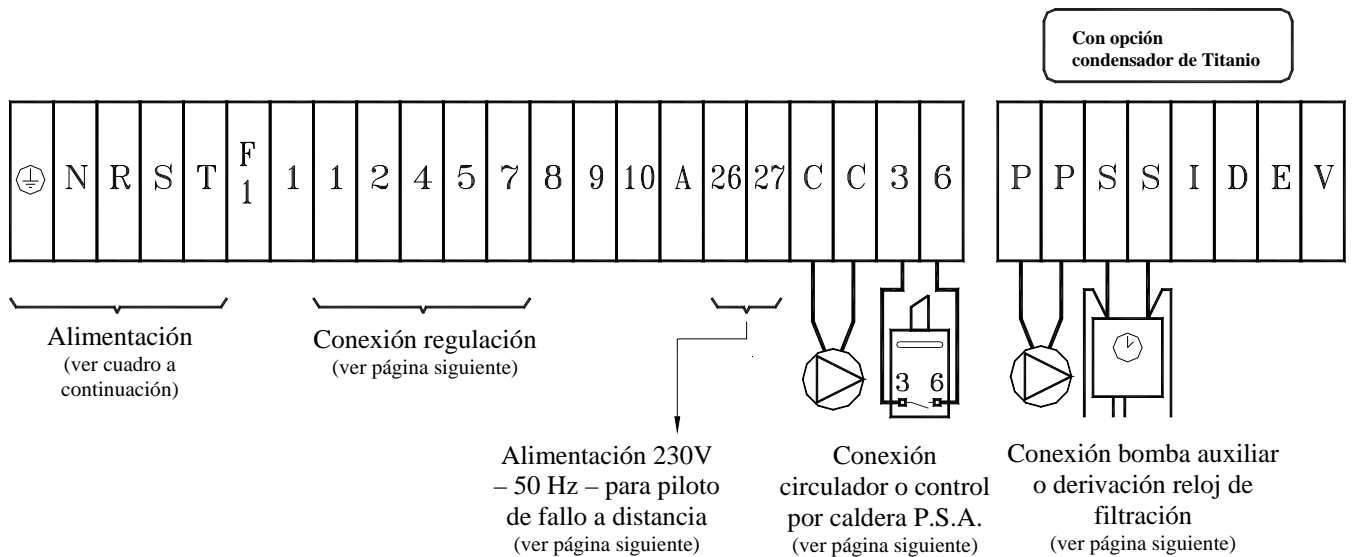 Con opción
condensador de Titanio
N R S T F1 1 1 2 4 5 7 8 9 10 A 26 27 C C 3 6 P P S S I D E V
3 6
Alimentación
(ver cuadro a
continuación)
Conexión regulación
(ver página siguiente)
Alimentación 230V
– 50 Hz – para piloto
de fallo a distancia
(ver página siguiente)
Conexión
circulador o control
por caldera P.S.A.
(ver página siguiente)
Conexión bomba auxiliar
o derivación reloj de
filtración
(ver página siguiente)